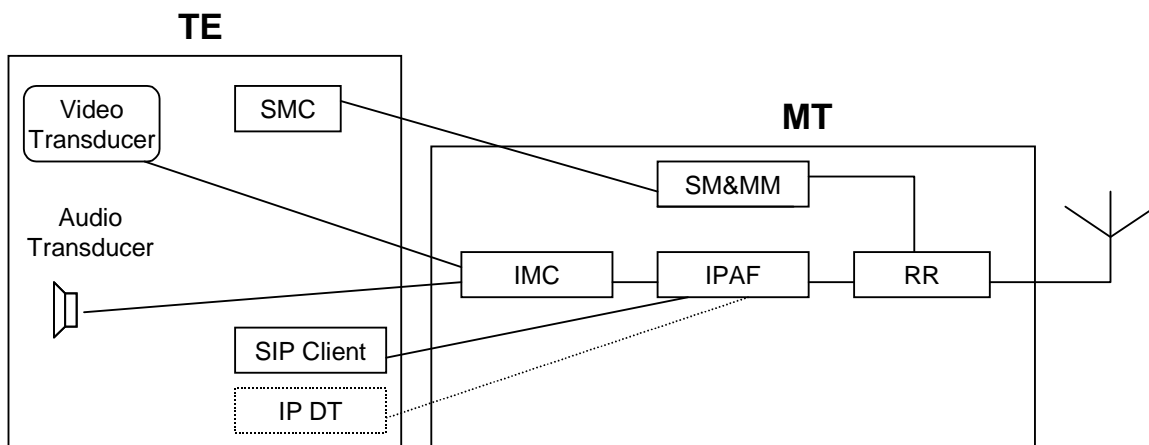 TE
Video
Transducer
SMC
MT
SM&MM
Audio
Transducer
IMC
IPAF
RR
SIP Client
IP DT